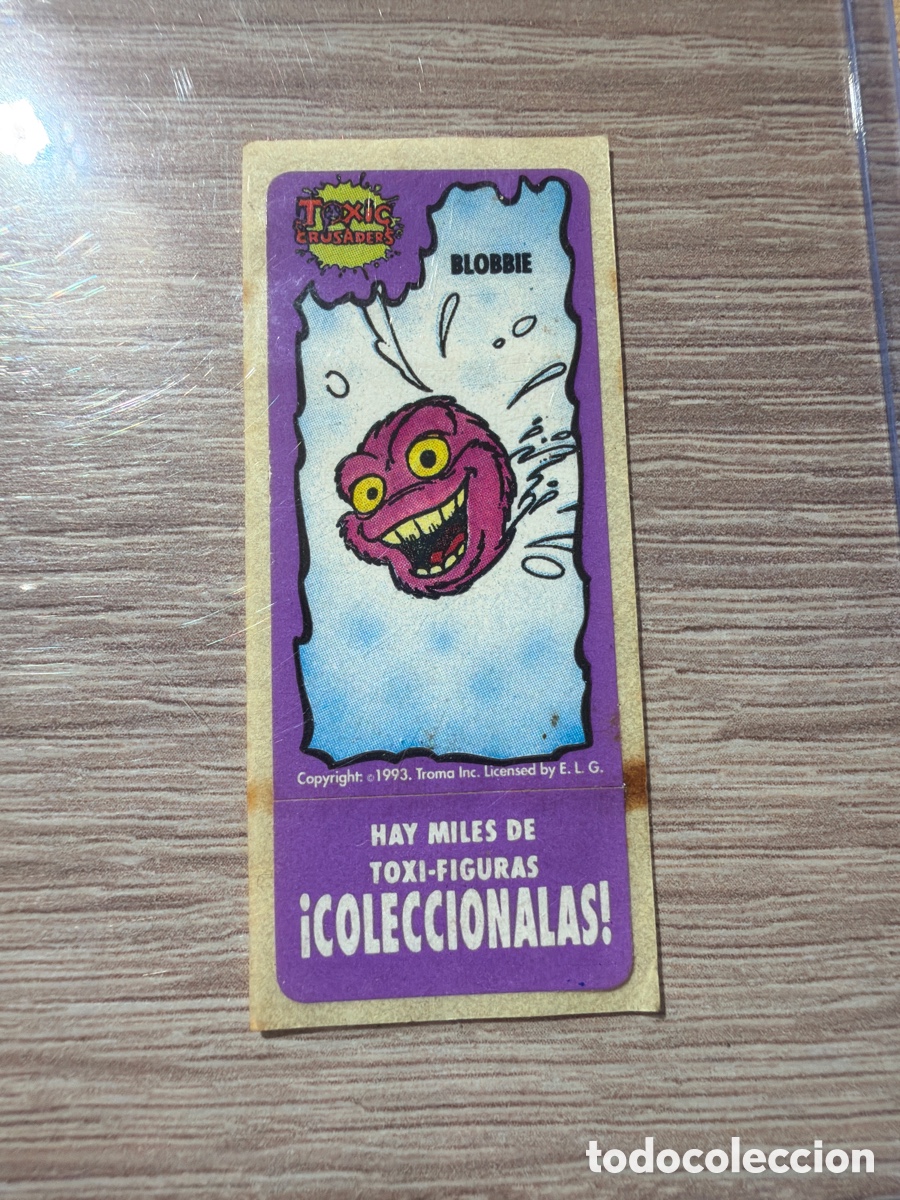 TOXIC
CRUSADERS
BLOBBIE
Copyright: ©1993. Troma Inc. Licensed by E. L. G.
HAY MILES DE
TOXI-FIGURAS
¡COLECCIONALAS!
todocoleccion